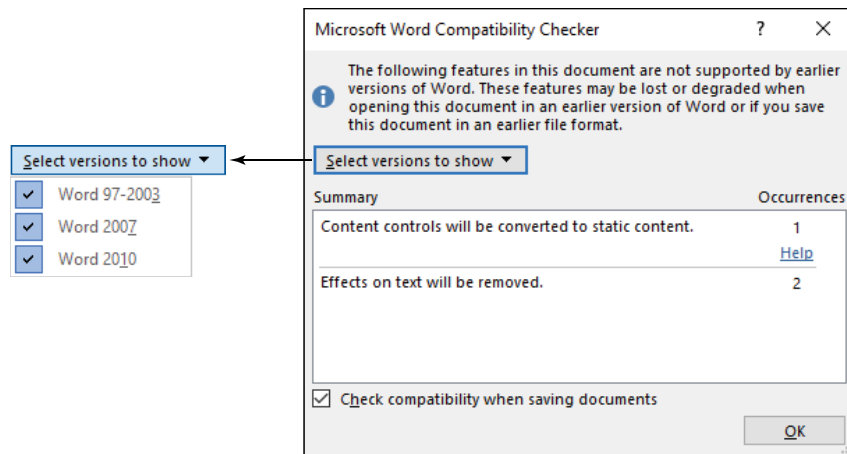 Microsoft Word Compatibility Checker ?
The following features in this document are not supported by earlier
versions of Word. These features may be lost or degraded when
opening this document in an earlier version of Word or if you save
this document in an earlier file format.
Select versions to show
Select versions to show
Word 97-2003
Word 2007
Word 2010
Summary Occurrences
Content controls will be converted to static content. 1
Help
Effects on text will be removed. 2
Check compatibility when saving documents
OK